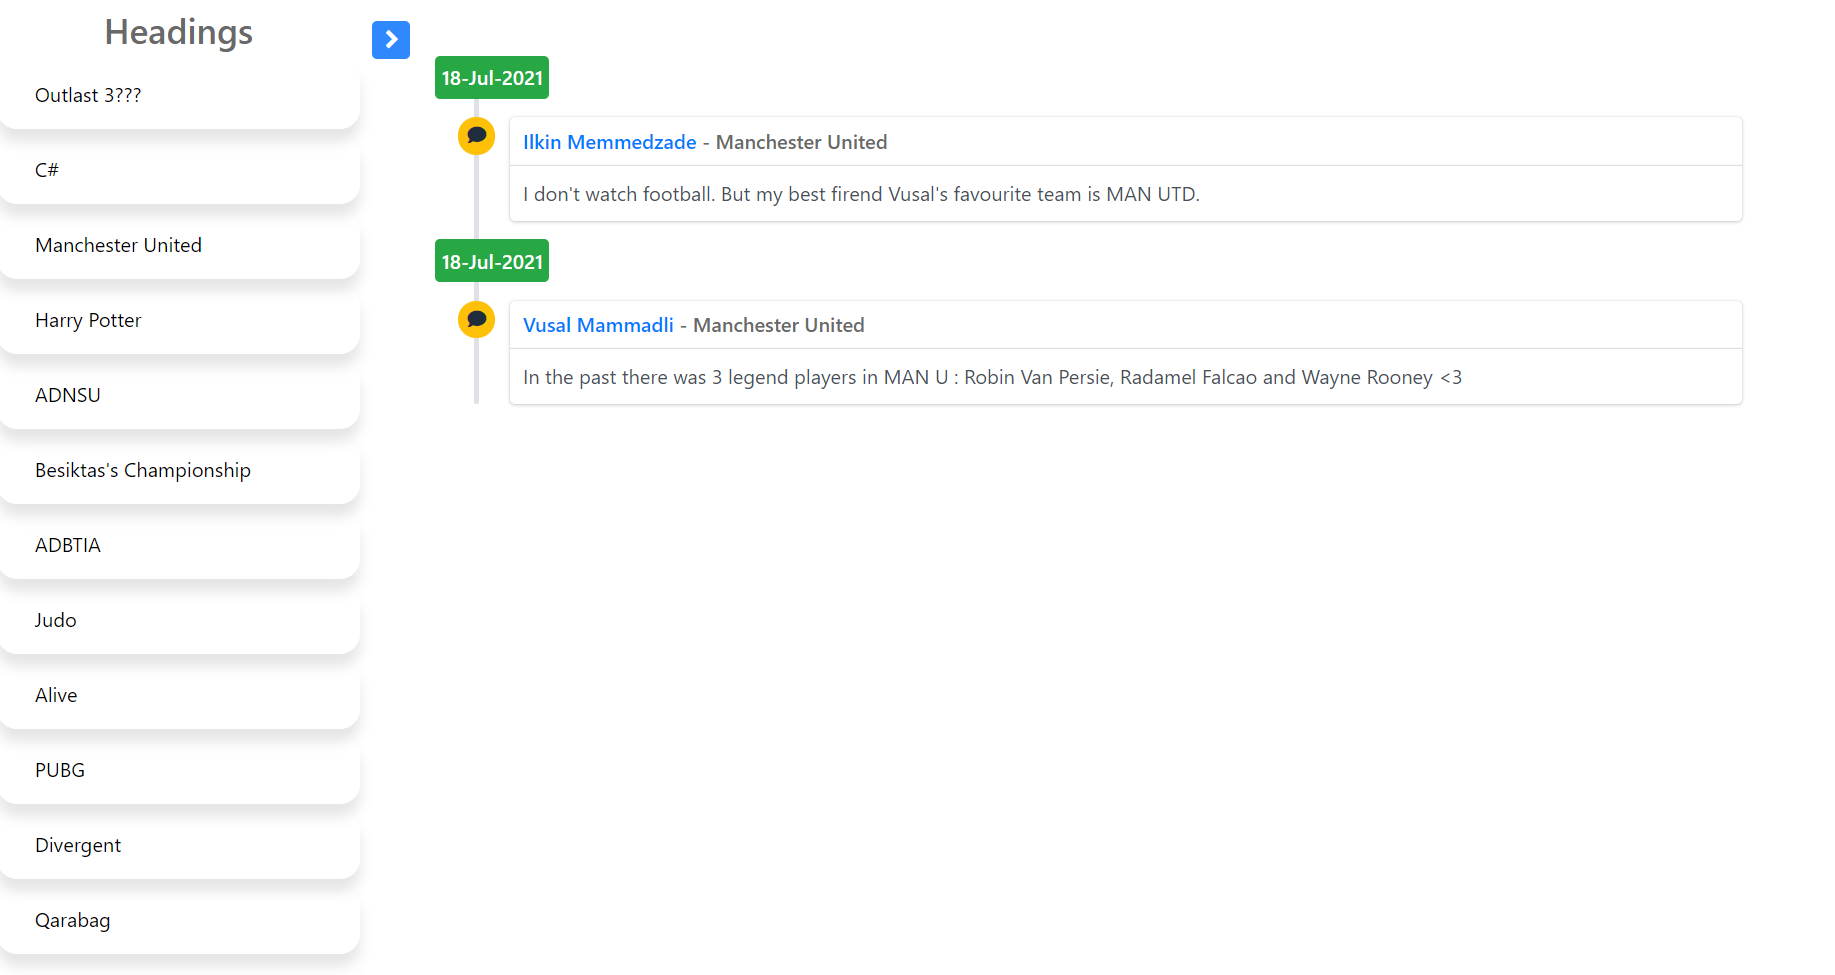 Headings
Outlast 3???
C#
Manchester United
Harry Potter
ADNSU
Besiktas's Championship
ADBTIA
Judo
Alive
PUBG
Divergent
Qarabag
18-Jul-2021
Ilkin Memmedzade - Manchester United
I don't watch football. But my best firend Vusal's favourite team is MAN UTD.
18-Jul-2021
Vusal Mammadli - Manchester United
In the past there was 3 legend players in MAN U : Robin Van Persie, Radamel Falcao and Wayne Rooney <3